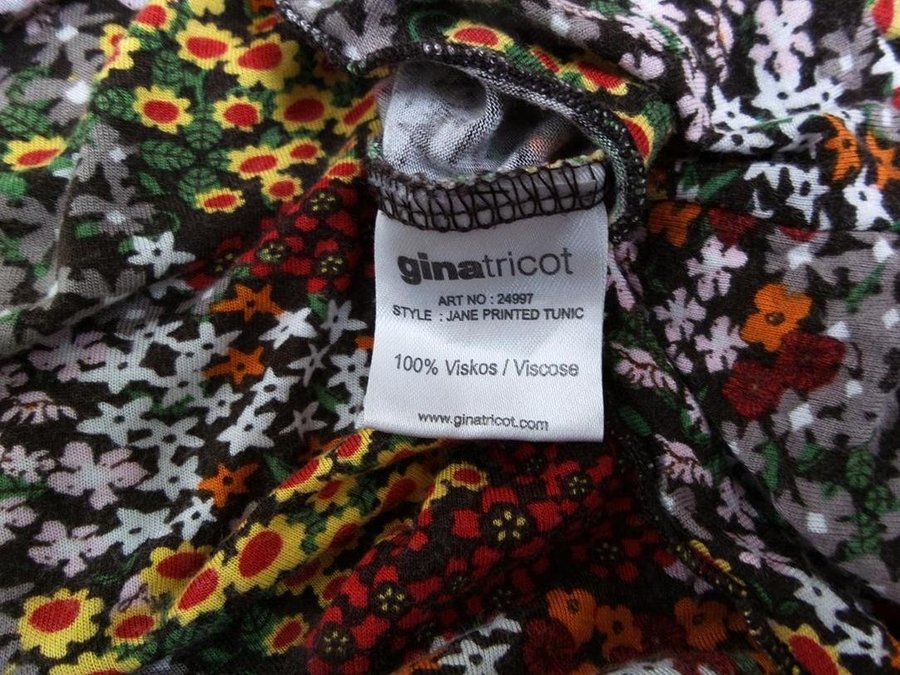 ginatricot
ART NO : 24997
STYLE : JANE PRINTED TUNIC
100% Viskos / Viscose
www.ginatricot.com